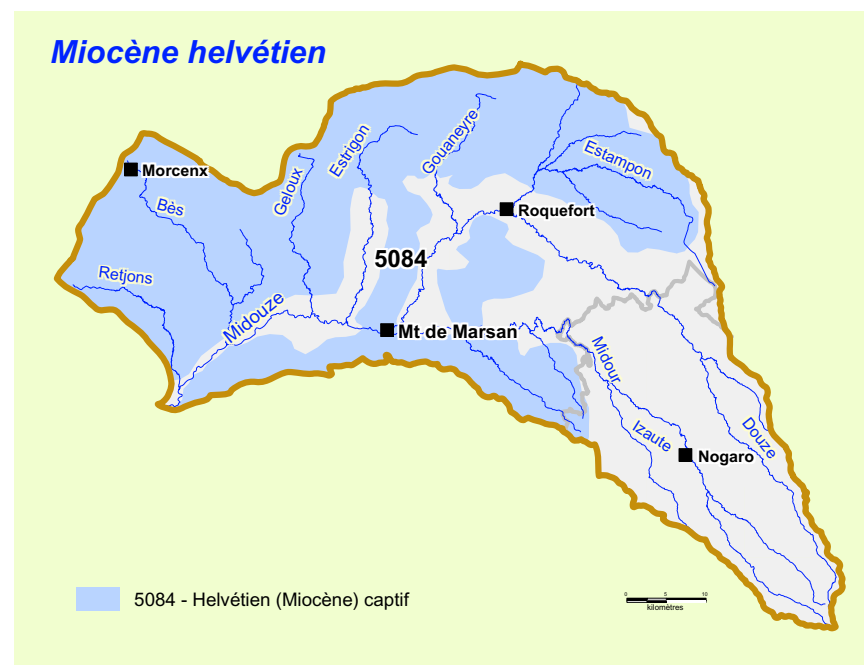 Miocène helvétien
Morcenx
Bès
Retjons
Geloux
Estrigon
Gouaneyre
Estampon
Roquefort
5084
Midouze
Mt de Marsan
Midour
Izaute
Douze
Nogaro
5084 - Helvétien (Miocène) captif
0 5 10
kilomètres